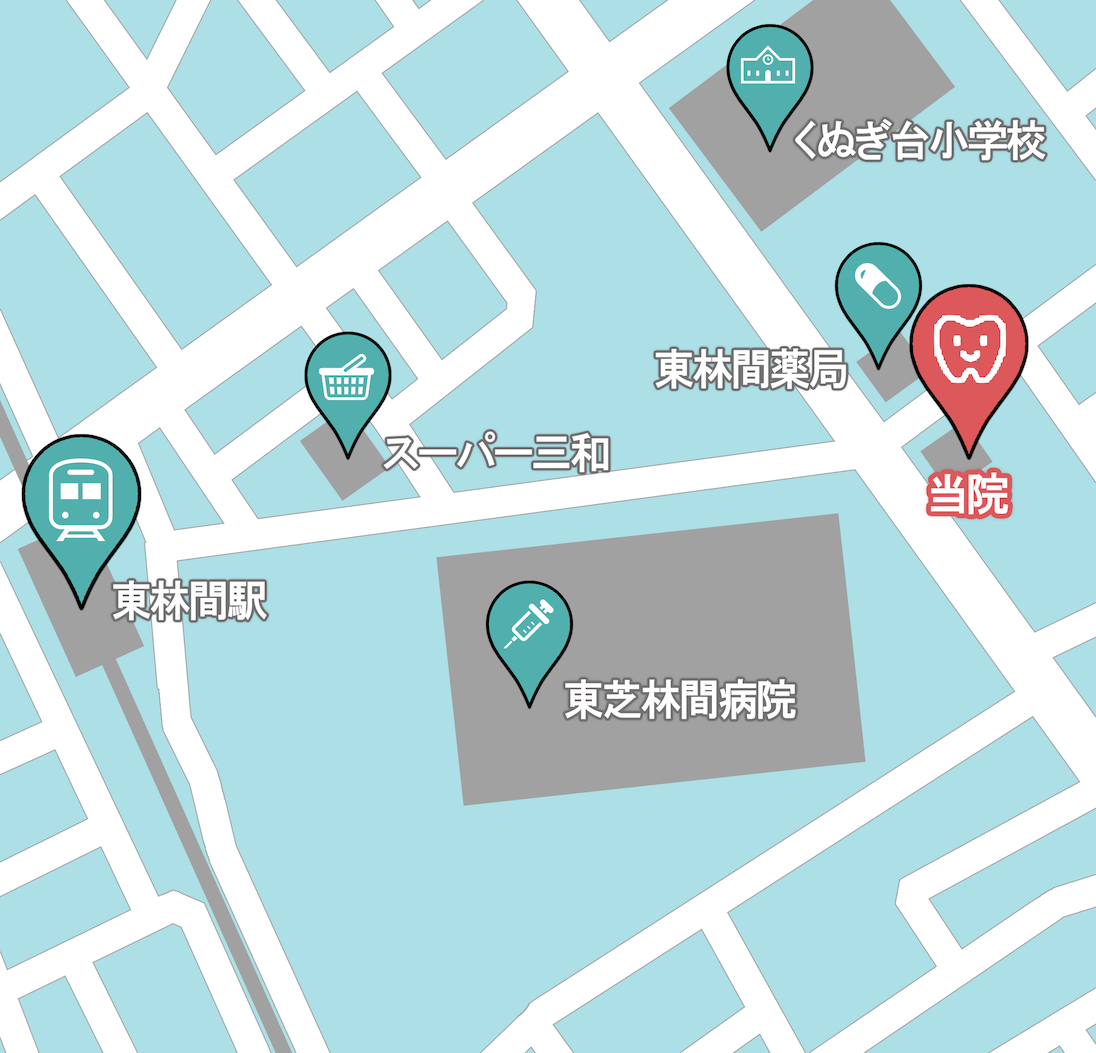 くぬぎ台小学校
東林間薬局
スーパー三和
当院
東林間駅
東芝林間病院